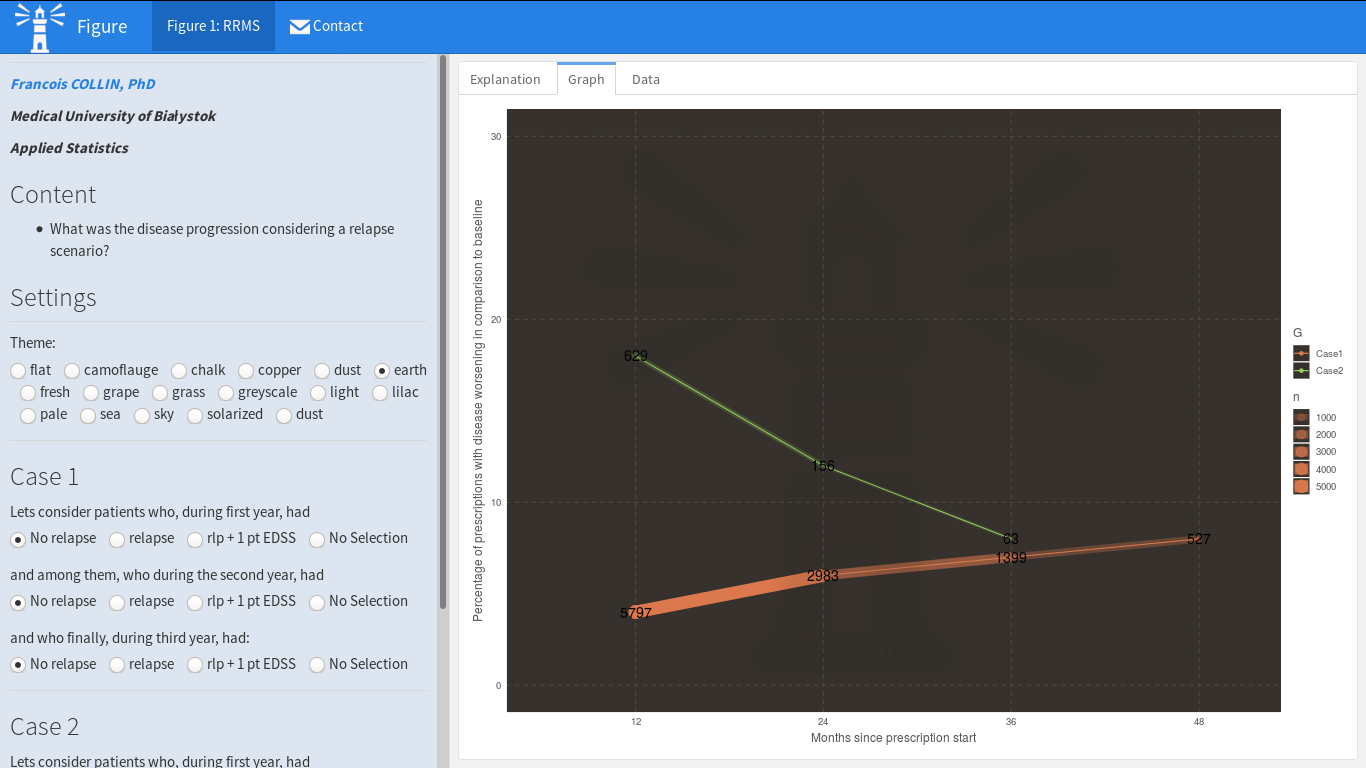 Figure
Figure 1: RRMS
Contact
Francois COLLIN, PhD
Medical University of Białystok
Applied Statistics
Content
What was the disease progression considering a relapse
scenario?
Settings
Theme:
flat camoflauge chalk copper dust earth
fresh grape grass greyscale light lilac
pale sea sky solarized dust
Case 1
Lets consider patients who, during first year, had
No relapse relapse rlp + 1 pt EDSS No Selection
and among them, who during the second year, had
No relapse relapse rlp + 1 pt EDSS No Selection
and who finally, during third year, had:
No relapse relapse rlp + 1 pt EDSS No Selection
Case 2
Lets consider patients who, during first year, had
Explanation Graph Data
Percentage of prescriptions with disease worsening in comparison to baseline
30
20
10
0
629
156
63
527
1399
2983
5797
12 24 36 48
Months since prescription start
G
Case1
Case2
n
1000
2000
3000
4000
5000